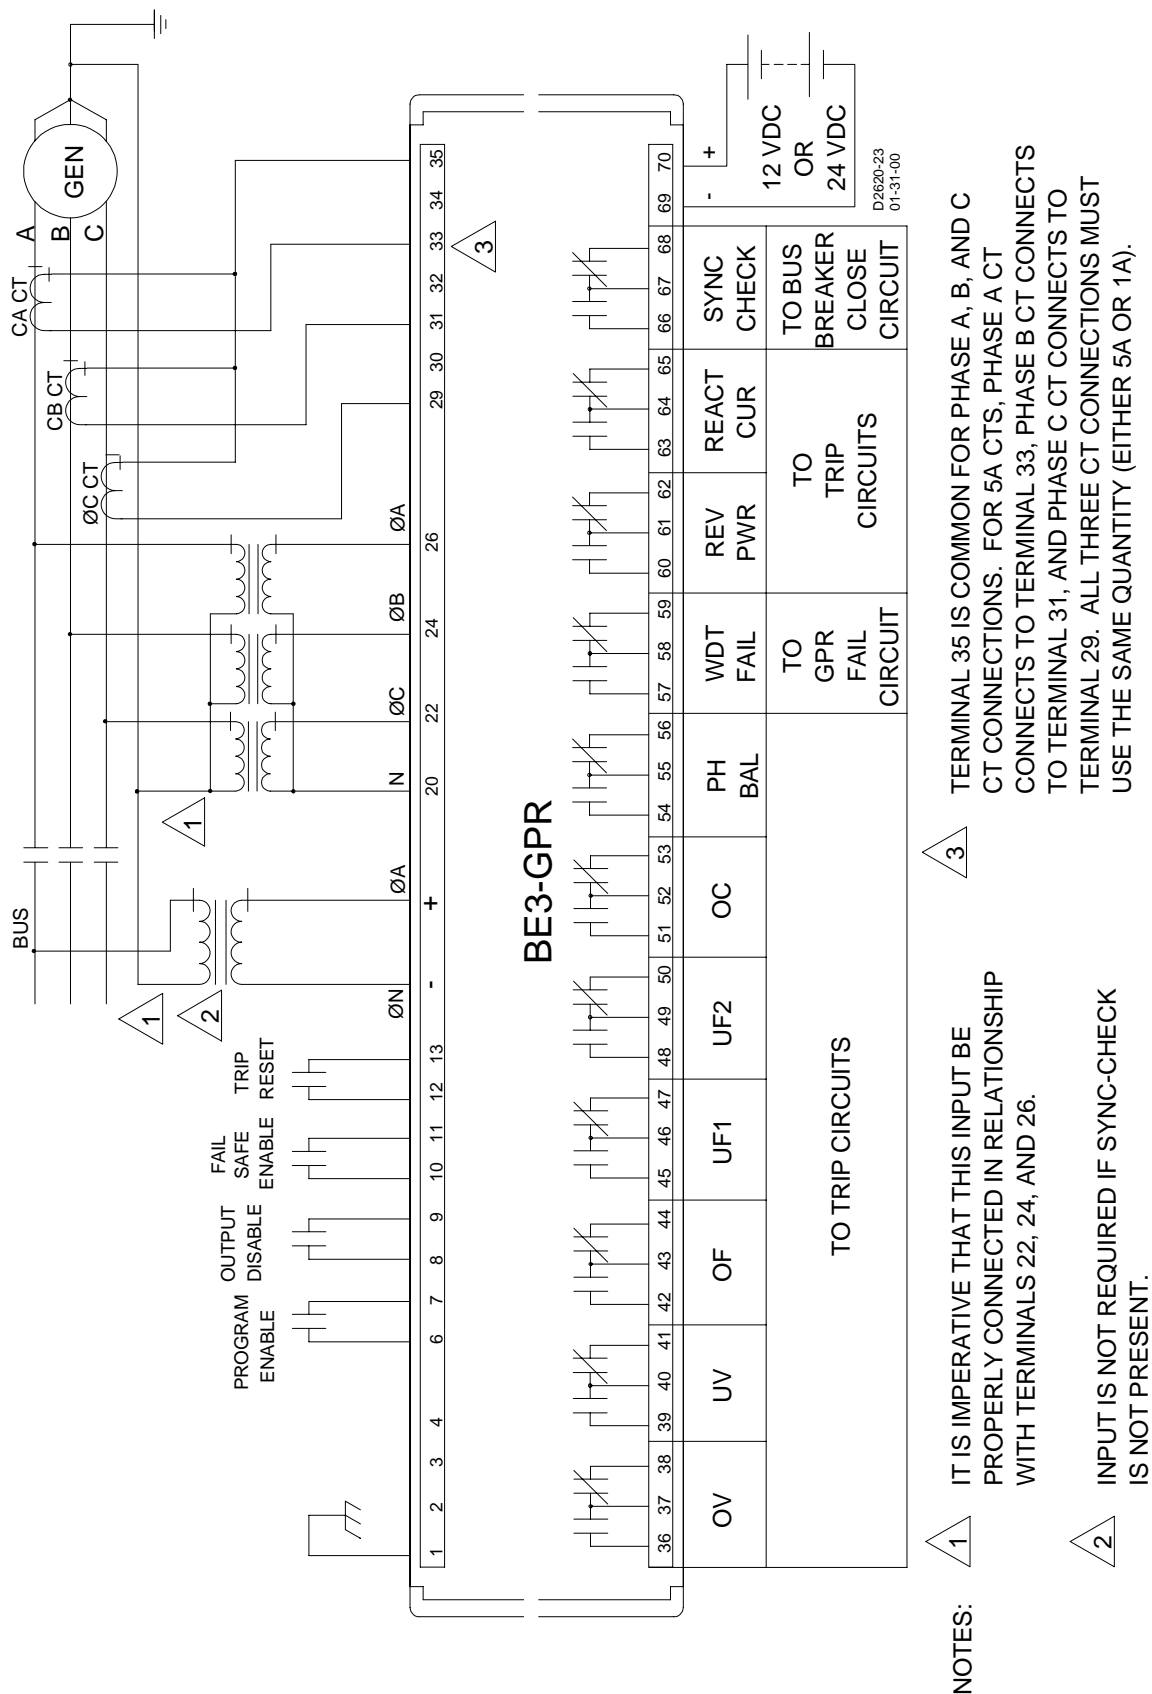 GEN
A
B
C
CA CT
CB CT
ØC CT
BUS
ØA
ØB
ØC
N
ØA
ØN
1
1
2
PROGRAM
ENABLE
OUTPUT
DISABLE
FAIL
SAFE
ENABLE
TRIP
RESET
1 2 3 4 6 7 8 9 10 11 12 13 - + 20 22 24 26 29 30 31 32 33 34 35
3
BE3-GPR
36 37 38 39 40 41 42 43 44 45 46 47 48 49 50 51 52 53 54 55 56 57 58 59 60 61 62 63 64 65 66 67 68 69 70
OV
UV
OF
UF1
UF2
OC
PH
BAL
WDT
FAIL
REV
PWR
REACT
CUR
SYNC
CHECK
- +
12 VDC
OR
24 VDC
TO TRIP CIRCUITS
TO
GPR
FAIL
CIRCUIT
TO
TRIP
CIRCUITS
TO BUS
BREAKER
CLOSE
CIRCUIT
D2620-23
01-31-00
NOTES:
1
IT IS IMPERATIVE THAT THIS INPUT BE
PROPERLY CONNECTED IN RELATIONSHIP
WITH TERMINALS 22, 24, AND 26.
2
INPUT IS NOT REQUIRED IF SYNC-CHECK
IS NOT PRESENT.
3
TERMINAL 35 IS COMMON FOR PHASE A, B, AND C
CT CONNECTIONS. FOR 5A CTS, PHASE A CT
CONNECTS TO TERMINAL 33, PHASE B CT CONNECTS
TO TERMINAL 31, AND PHASE C CT CONNECTS TO
TERMINAL 29. ALL THREE CT CONNECTIONS MUST
USE THE SAME QUANTITY (EITHER 5A OR 1A).